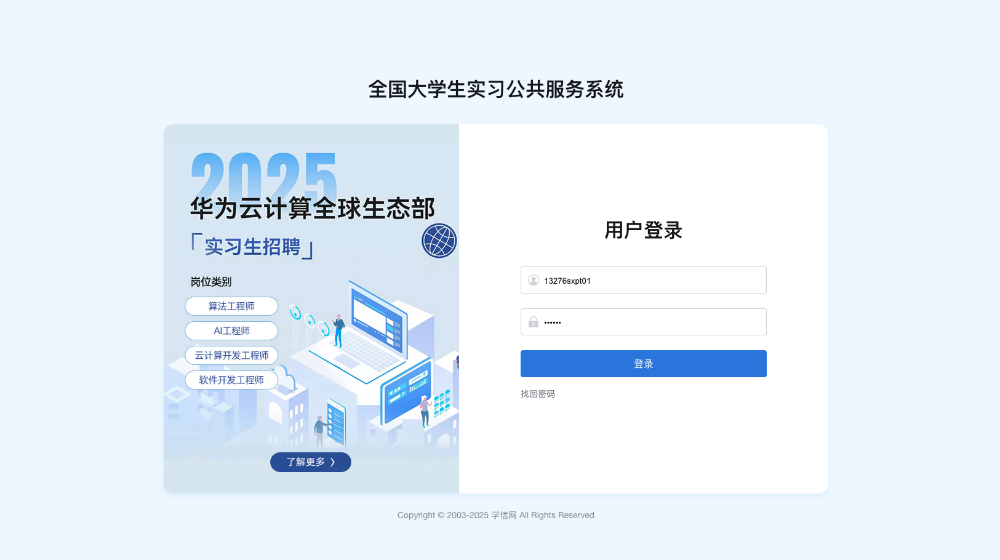 全国大学生实习公共服务系统
2025
华为云计算全球生态部
「实习生招聘」
岗位类别
算法工程师
AI工程师
云计算开发工程师
软件开发工程师
了解更多 〉
用户登录
13276sxpt01
••••••
登录
找回密码
Copyright © 2003-2025 学信网 All Rights Reserved